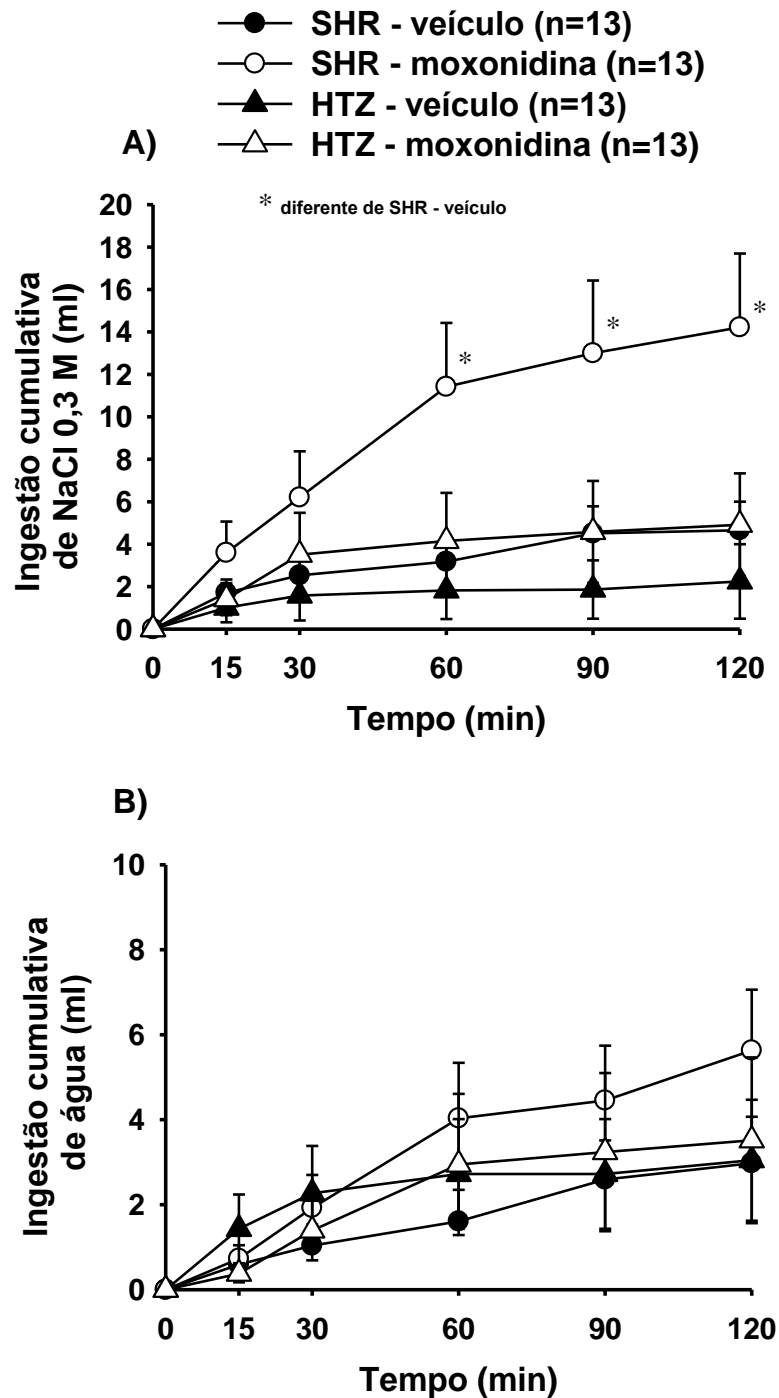 SHR - veículo (n=13)
SHR - moxonidina (n=13)
HTZ - veículo (n=13)
HTZ - moxonidina (n=13)
A)
* diferente de SHR - veículo
20
18
16
14
12
10
8
6
4
2
0
Ingestão cumulativa
de NaCl 0,3 M (ml)
*
*
*
0 15 30 60 90 120
Tempo (min)
B)
10
8
6
4
2
0
Ingestão cumulativa
de água (ml)
0 15 30 60 90 120
Tempo (min)